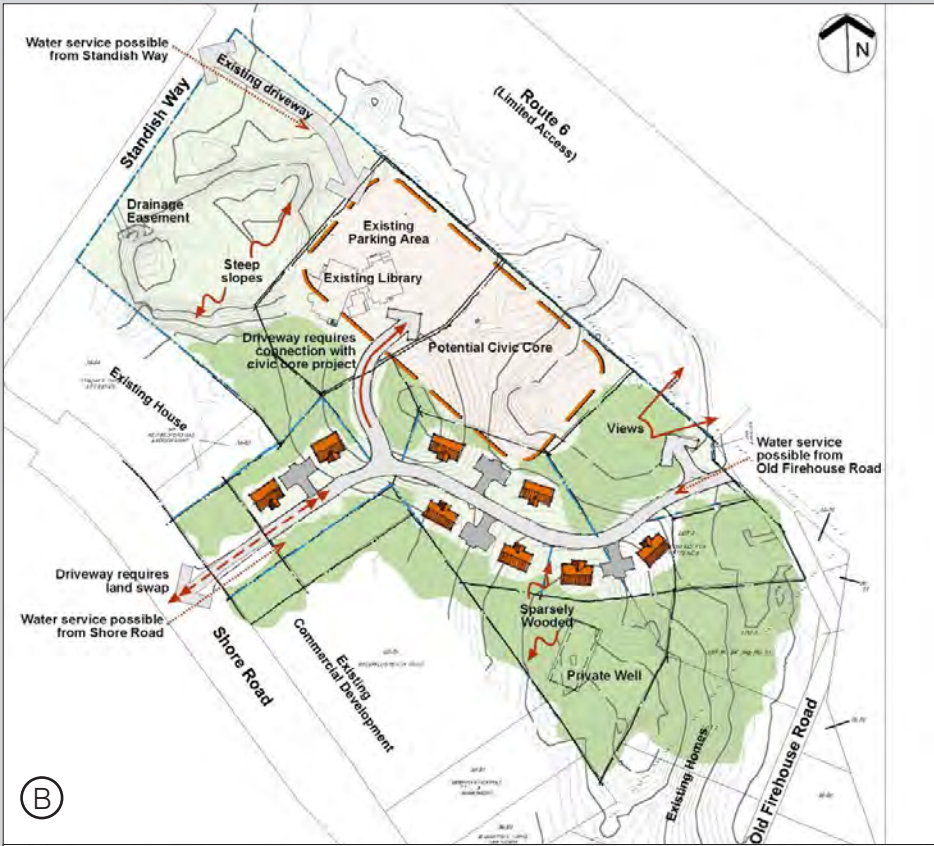 Water service possible
from Standish Way
Existing driveway
Standish Way
Route 6
(Limited Access)
N
Drainage
Easement
Existing
Parking Area
Steep
slopes
Existing Library
Driveway requires
connection with
civic core project
Potential Civic Core
Existing House
Views
Water service
possible from
Old Firehouse Road
Driveway requires
land swap
Water service possible
from Shore Road
Sparsely
Wooded
Shore Road
Existing
Commercial Development
Private Well
Existing Homes
Old Firehouse Road
B